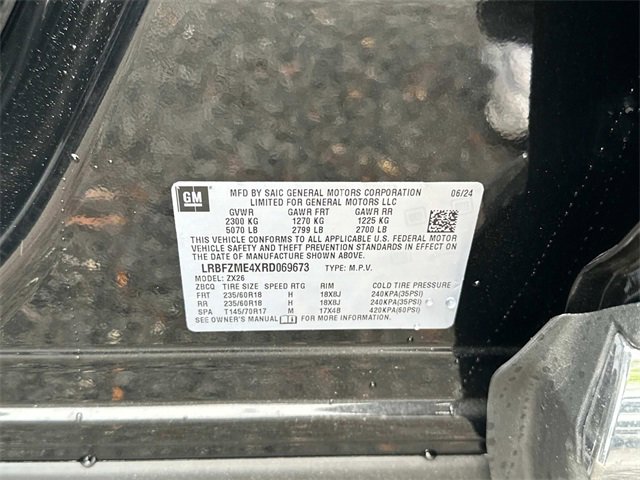 GM
MFD BY SAIC GENERAL MOTORS CORPORATION 06/24
LIMITED FOR GENERAL MOTORS LLC
GVWR GAWR FRT GAWR RR
2300 KG 1270 KG 1225 KG
5070 LB 2799 LB 2700 LB
THIS VEHICLE CONFORMS TO ALL APPLICABLE U.S. FEDERAL MOTOR
VEHICLE SAFETY AND THEFT PREVENTION STANDARDS IN EFFECT ON
THE DATE OF MANUFACTURE SHOWN ABOVE.
LRBFZME4XRD069673 TYPE: M.P.V.
MODEL: ZX26
ZBCQ TIRE SIZE SPEED RTG RIM COLD TIRE PRESSURE
FRT 235/60R18 H 18X8J 240KPA(35PSI)
RR 235/60R18 H 18X8J 240KPA(35PSI)
SPA T145/70R17 M 17X4B 420KPA(60PSI)
SEE OWNER'S MANUAL FOR MORE INFORMATION.